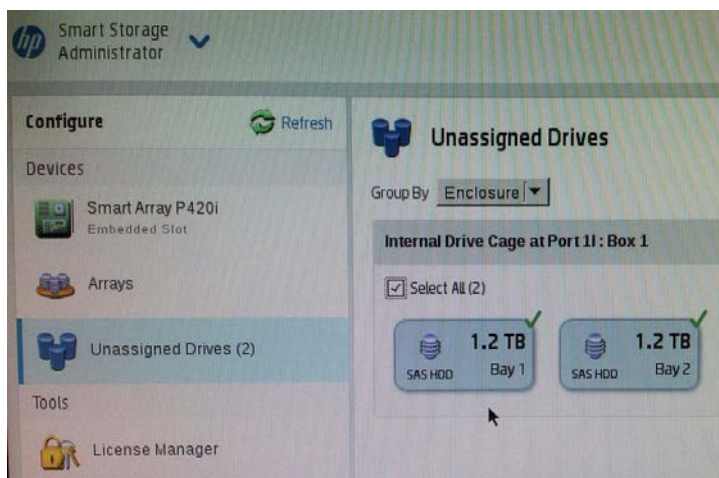 hp
Smart Storage
Administrator
Configure
Refresh
Devices
Smart Array P420i
Embedded Slot
Arrays
Unassigned Drives (2)
Tools
License Manager
Unassigned Drives
Group By Enclosure
Internal Drive Cage at Port 1I : Box 1
Select All (2)
1.2 TB
SAS HDD Bay 1
1.2 TB
SAS HDD Bay 2